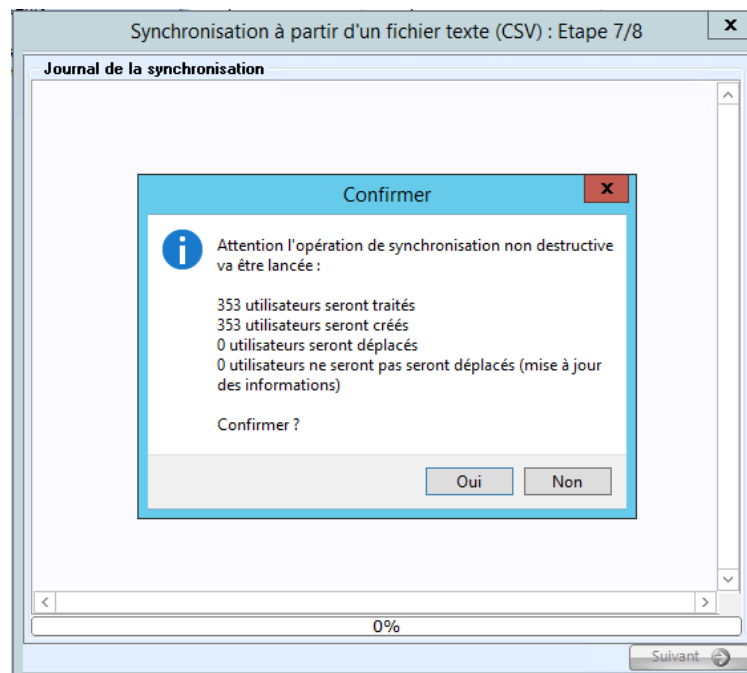 Synchronisation à partir d'un fichier texte (CSV) : Etape 7/8
x
Journal de la synchronisation
Confirmer
x
Attention l'opération de synchronisation non destructive
va être lancée :
353 utilisateurs seront traités
353 utilisateurs seront créés
0 utilisateurs seront déplacés
0 utilisateurs ne seront pas seront déplacés (mise à jour
des informations)
Confirmer ?
Oui
Non
0%
Suivant